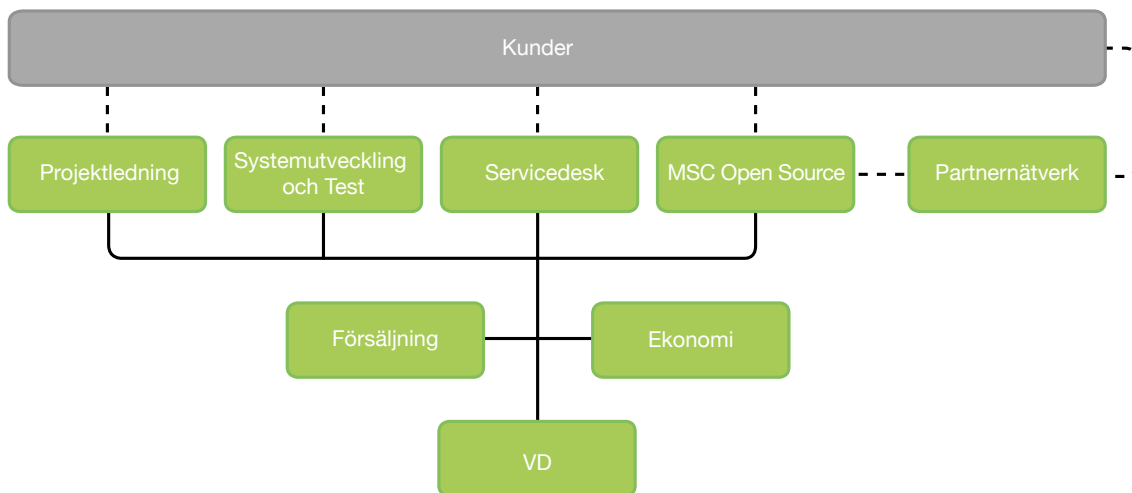 Kunder
Projektledning
Systemutveckling
och Test
Servicedesk
MSC Open Source
Partnernätverk
Försäljning
Ekonomi
VD